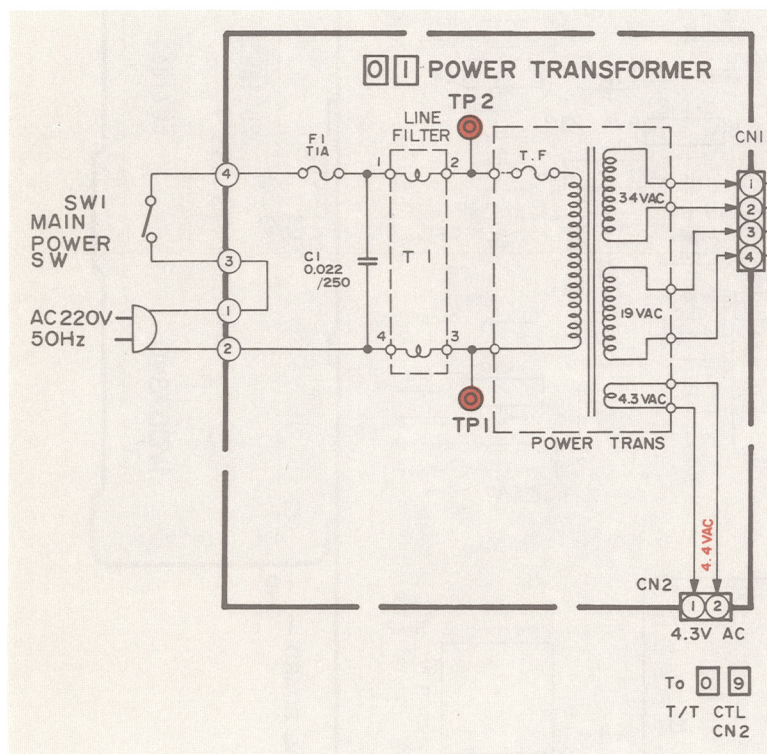 0 1 POWER TRANSFORMER
TP2
LINE
FILTER
CN1
F1
T1A
1
2
T.F
4
34VAC
1
2
3
4
SW1
MAIN
POWER
SW
3
C1
0.022
/250
T1
AC220V
50Hz
1
2
19VAC
4
3
4.3VAC
TP1
POWER TRANS
4.4VAC
CN2
1 2
4.3V AC
To 0 9
T/T CTL
CN2